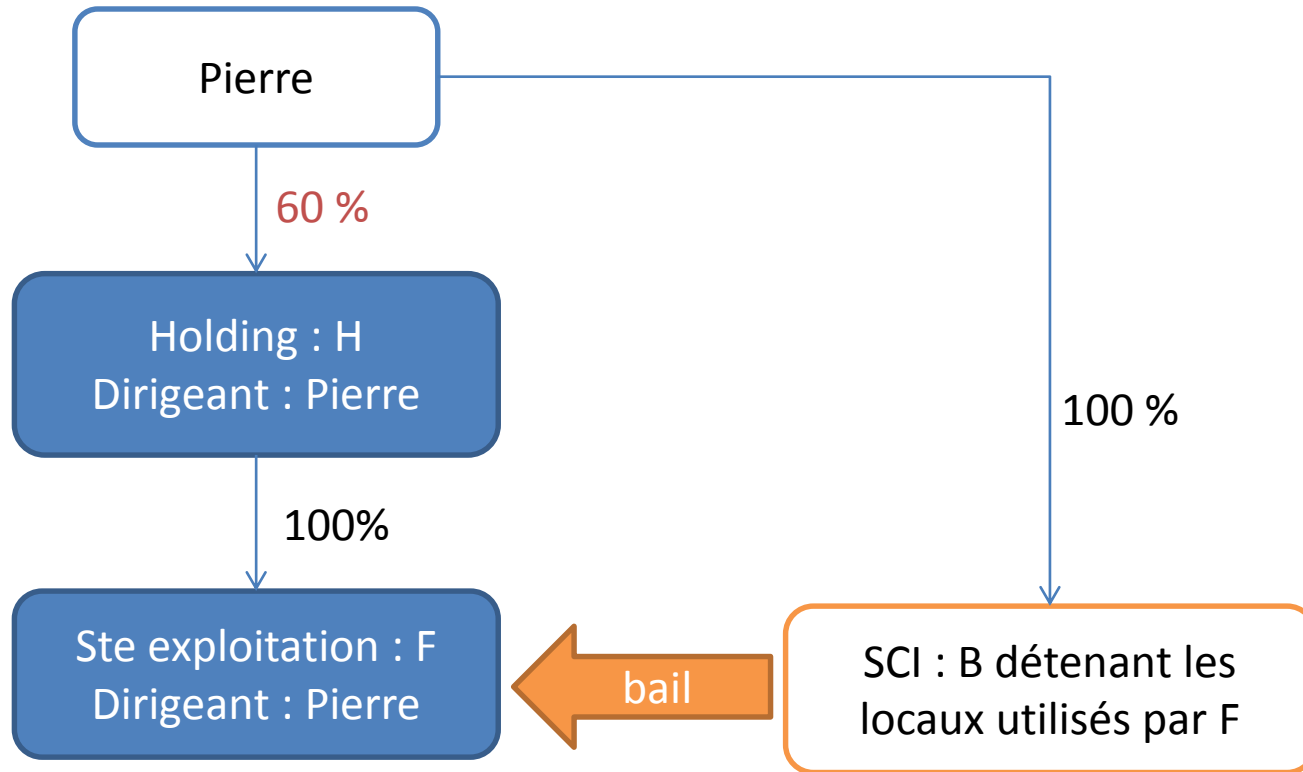 Pierre
60 %
Holding : H
Dirigeant : Pierre
100 %
100%
Ste exploitation : F
Dirigeant : Pierre
bail
SCI : B détenant les
locaux utilisés par F